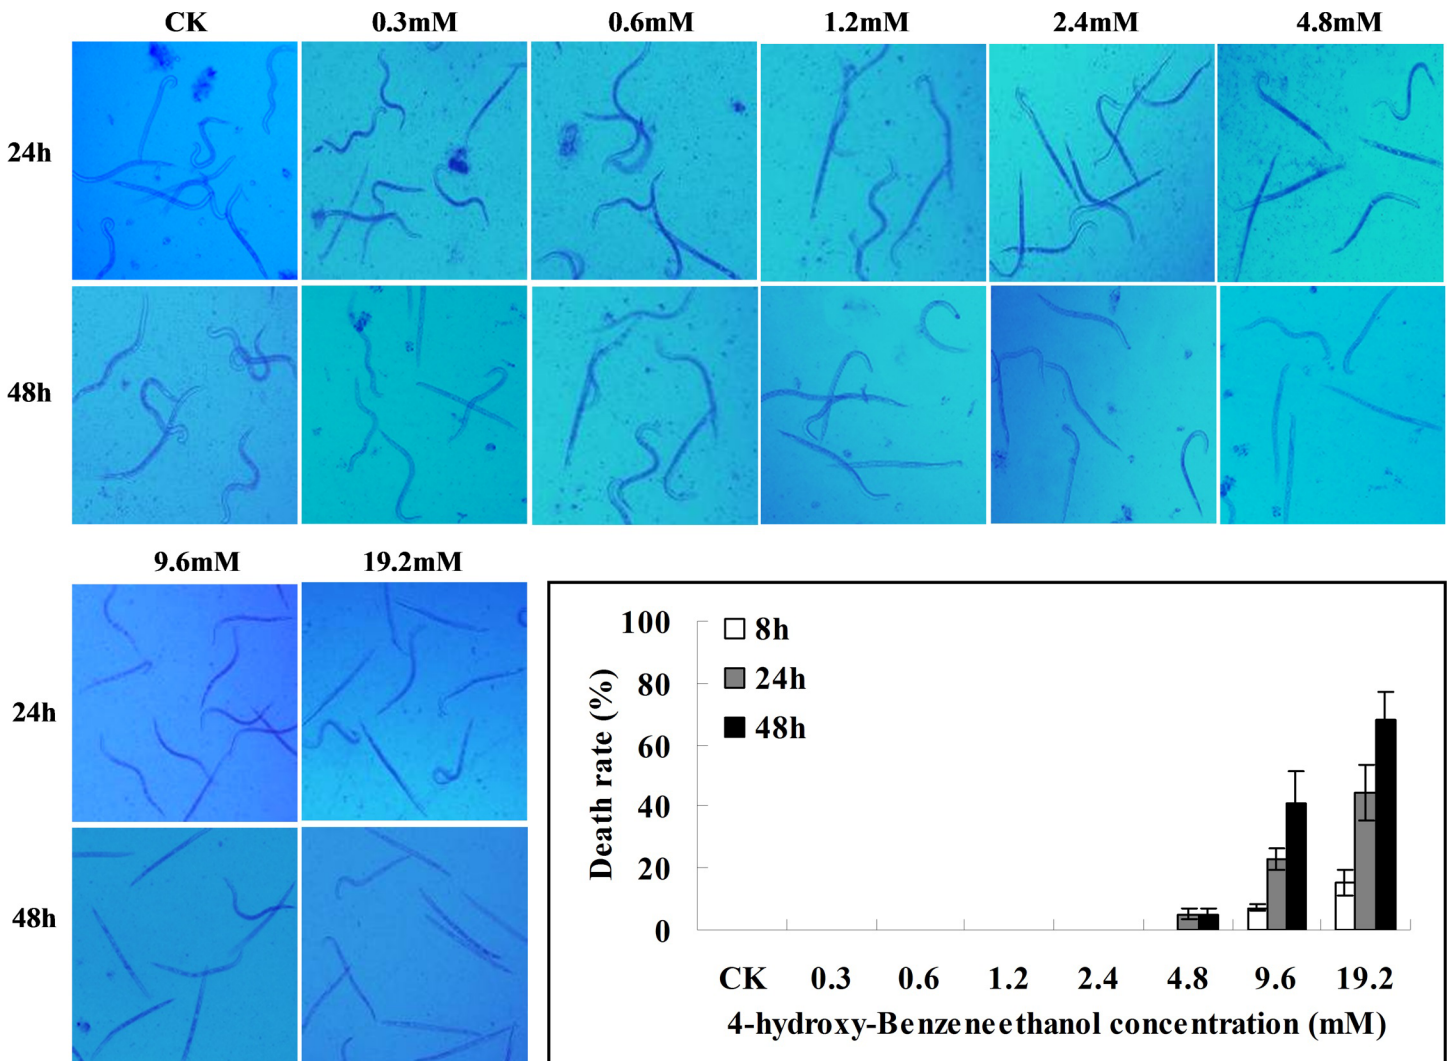 CK 0.3mM 0.6mM 1.2mM 2.4mM 4.8mM
24h
48h
9.6mM 19.2mM
24h
48h
100
80
60
40
20
0
Death rate (%)
8h
24h
48h
CK 0.3 0.6 1.2 2.4 4.8 9.6 19.2
4-hydroxy-Benzeneethanol concentration (mM)